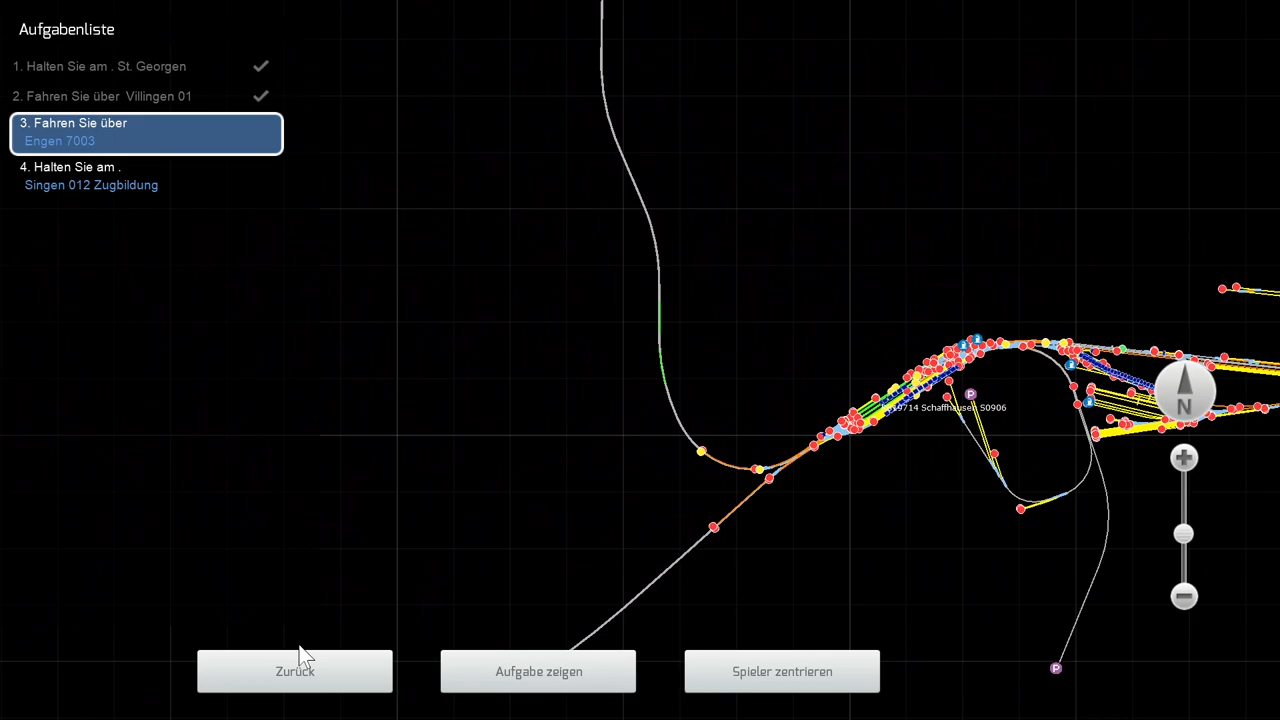 Aufgabenliste
1. Halten Sie am . St. Georgen
2. Fahren Sie über Villingen 01
3. Fahren Sie über
Engen 7003
4. Halten Sie am .
Singen 012 Zugbildung
P
19714 Schaffhausen S0906
N
P
Zurück
Aufgabe zeigen
Spieler zentrieren